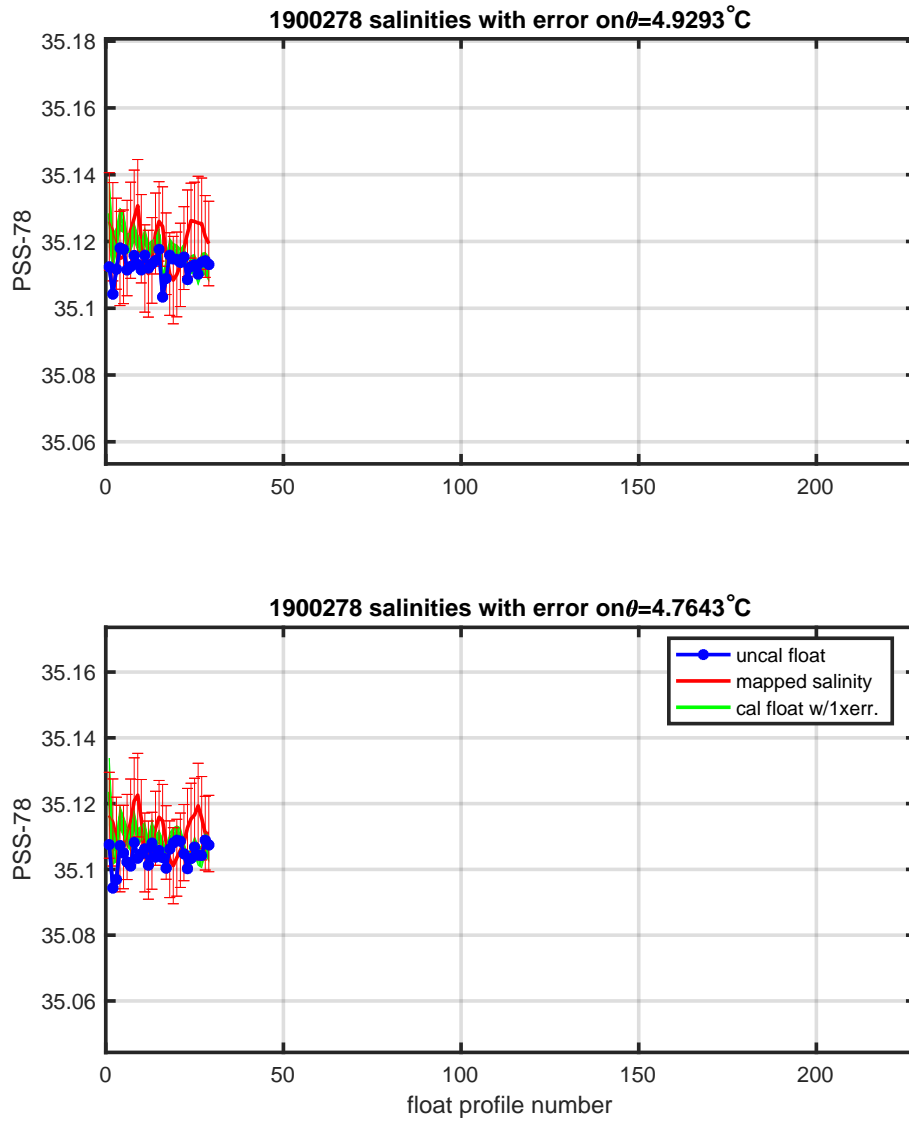 1900278 salinities with error onθ=4.9293°C
35.18
35.16
35.14
35.12
35.1
35.08
35.06
PSS-78
0 50 100 150 200
1900278 salinities with error onθ=4.7643°C
35.16
35.14
35.12
35.1
35.08
35.06
PSS-78
uncal float
mapped salinity
cal float w/1xerr.
0 50 100 150 200
float profile number